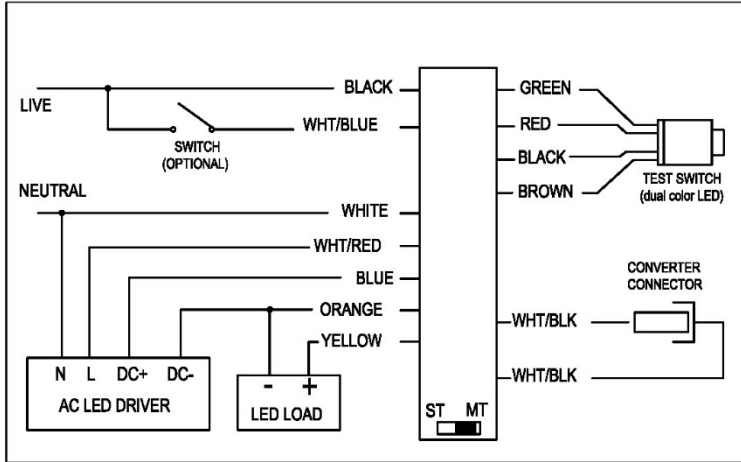 LIVE
BLACK
WHT/BLUE
SWITCH
(OPTIONAL)
NEUTRAL
WHITE
WHT/RED
BLUE
ORANGE
YELLOW
N L DC+ DC-
AC LED DRIVER
- +
LED LOAD
ST MT
GREEN
RED
BLACK
BROWN
TEST SWITCH
(dual color LED)
CONVERTER
CONNECTOR
WHT/BLK
WHT/BLK